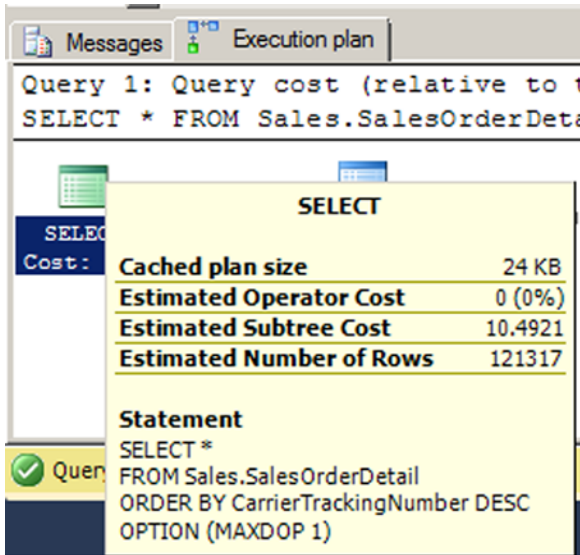 Messages Execution plan
Query 1: Query cost (relative to
SELECT * FROM Sales.SalesOrderDeta
SELEC
Cost:
SELECT
Cached plan size 24 KB
Estimated Operator Cost 0 (0%)
Estimated Subtree Cost 10.4921
Estimated Number of Rows 121317
Statement
SELECT *
FROM Sales.SalesOrderDetail
ORDER BY CarrierTrackingNumber DESC
OPTION (MAXDOP 1)
Query